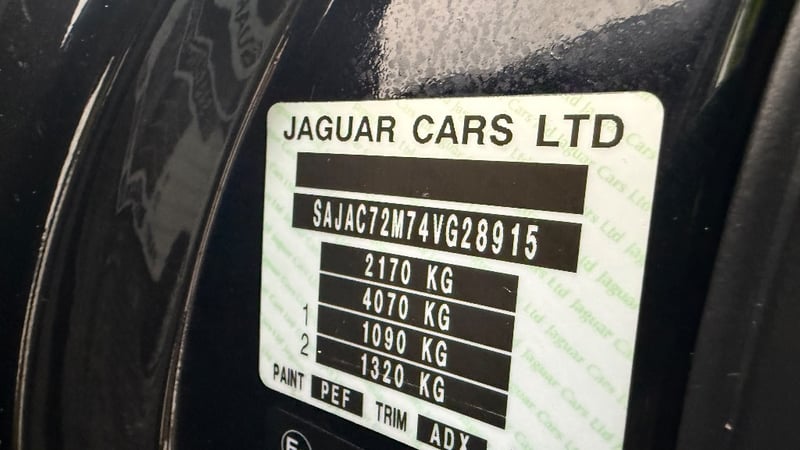 JAGUAR CARS LTD
SAJAC72M74VG28915
2170 KG
4070 KG
1 1090 KG
2 1320 KG
PAINT PEF TRIM ADX